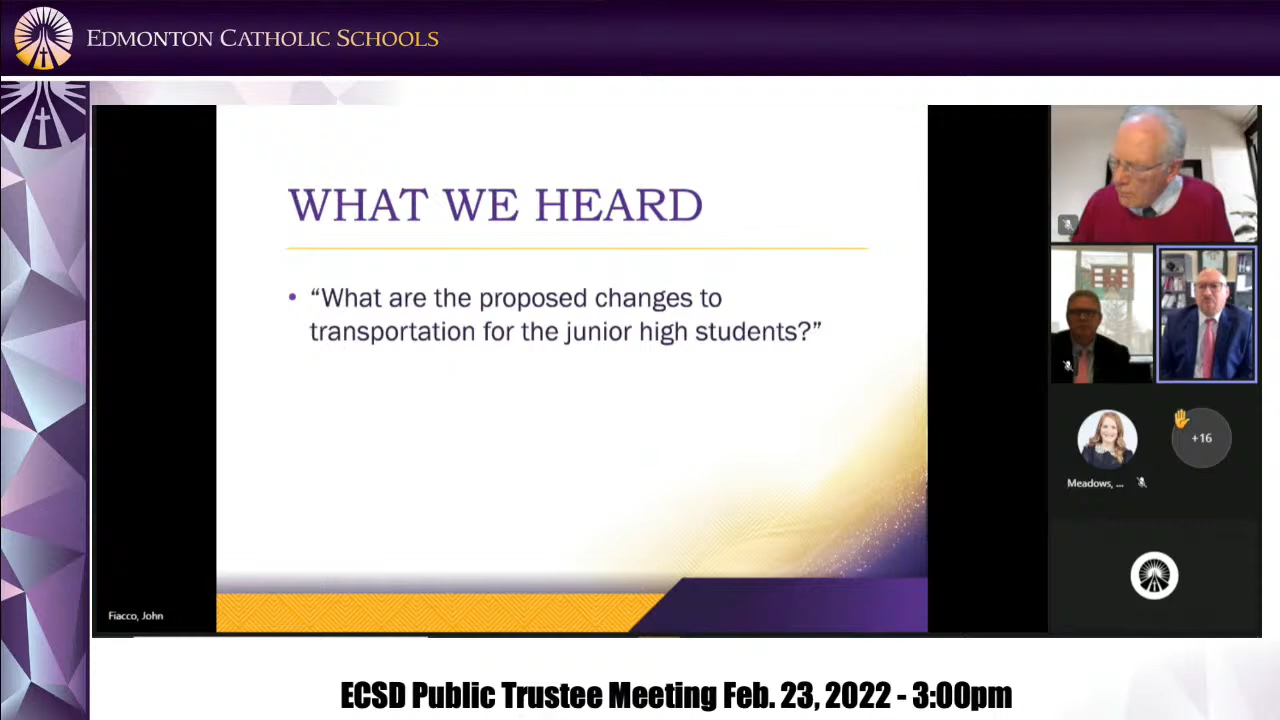 EDMONTON CATHOLIC SCHOOLS
WHAT WE HEARD
• “What are the proposed changes to
transportation for the junior high students?”
+16
Meadows, ...
Fiacco, John
ECSD Public Trustee Meeting Feb. 23, 2022 - 3:00pm